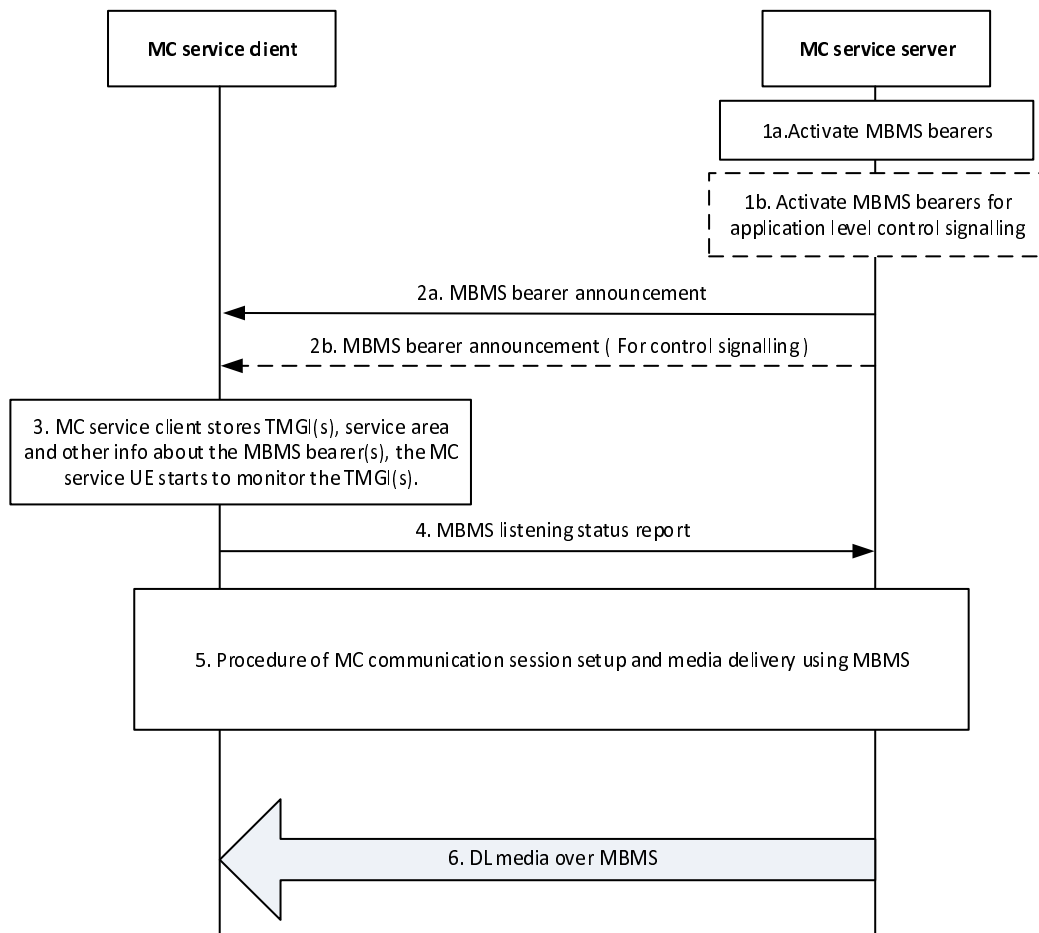 MC service client
MC service server
1a.Activate MBMS bearers
1b. Activate MBMS bearers for
application level control signalling
2a. MBMS bearer announcement
2b. MBMS bearer announcement ( For control signalling )
3. MC service client stores TMGI(s), service area
and other info about the MBMS bearer(s), the MC
service UE starts to monitor the TMGI(s).
4. MBMS listening status report
5. Procedure of MC communication session setup and media delivery using MBMS
6. DL media over MBMS